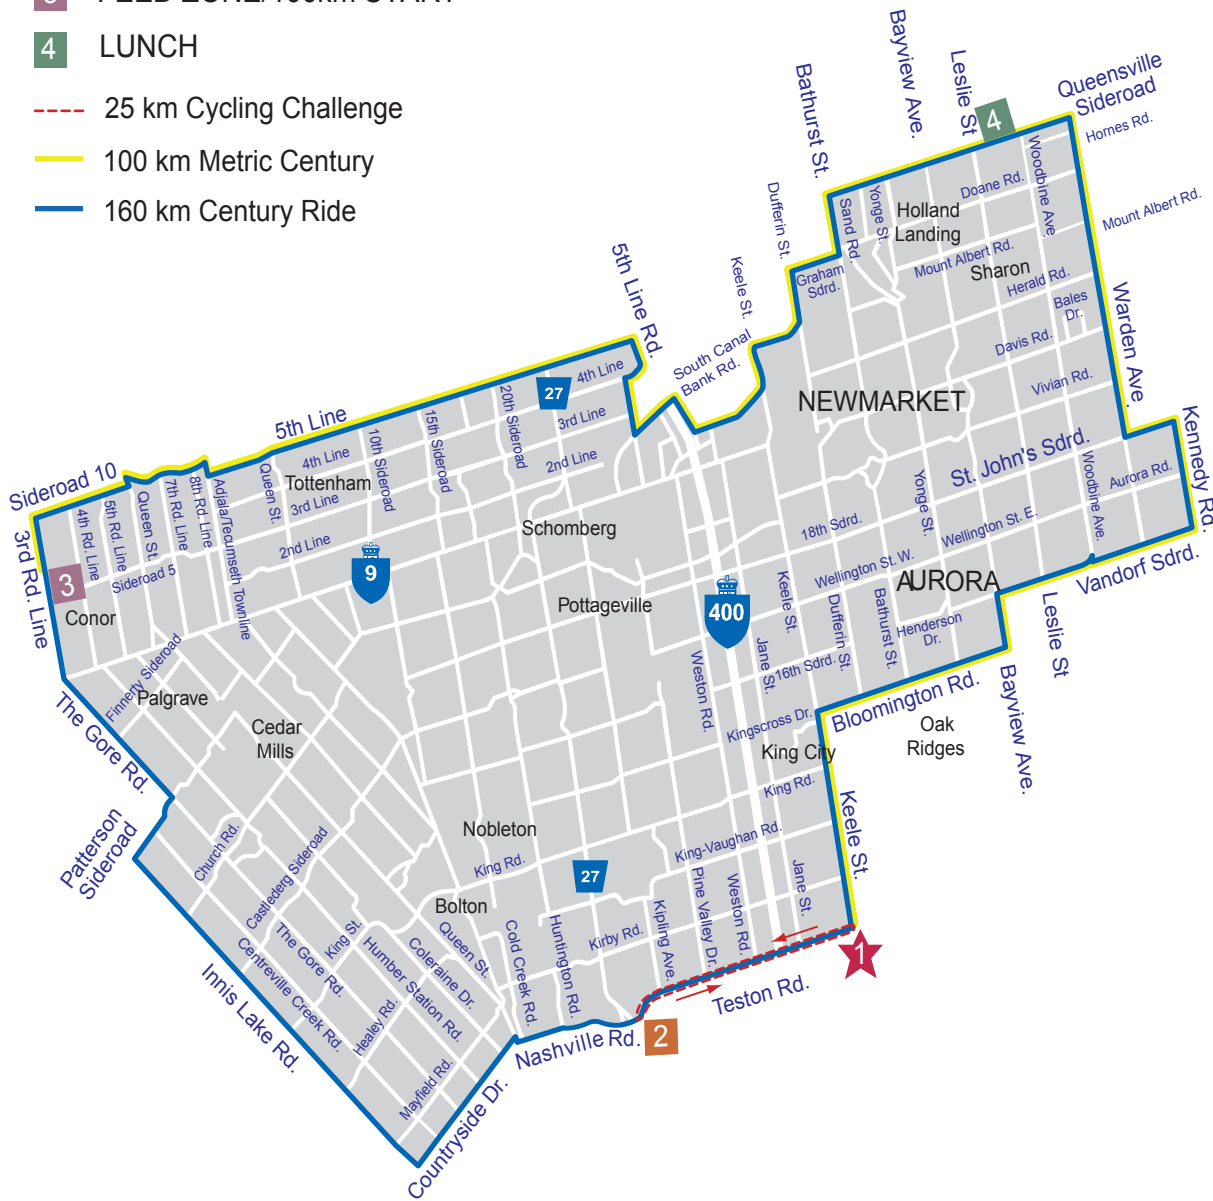 3 FEED ZONE/100km START
4 LUNCH
25 km Cycling Challenge
100 km Metric Century
160 km Century Ride
Bathurst St.
Bayview Ave.
Leslie St
4
Queensville
Sideroad
Homes Rd.
Woodbine Ave.
Doane Rd.
Mount Albert Rd.
Dufferin St.
Sand Rd.
Yonge St.
Holland
Landing
Mount Albert Rd.
Sharon
Graham
Sdrd.
Herald Rd.
Bales
Dr.
Warden Ave.
5th Line Rd.
Keele St.
South Canal
Bank Rd.
Davis Rd.
Vivian Rd.
NEWMARKET
Kennedy Rd.
4th Line
27
20th Sideroad
3rd Line
15th Sideroad
5th Line
10th Sideroad
2nd Line
4th Line
Tottenham
3rd Line
Queen St.
2nd Line
St. John's Sdrd.
Woodbine Ave.
Aurora Rd.
Yonge St.
Sideroad 10
4th Rd. Line
5th Rd. Line
Queen St.
7th Rd. Line
8th Rd. Line
Adjala/Tecumseth Townline
3rd Rd. Line
Sideroad 5
3
Conor
Schomberg
18th Sdrd.
Wellington St. E.
Wellington St. W.
9
400
Pottageville
AURORA
Vandorf Sdrd.
Keele St.
Dufferin St.
Bathurst St.
Henderson
Dr.
Leslie St
Jane St.
Weston Rd.
16th Sdrd.
Bloomington Rd.
Bayview Ave.
Oak
Ridges
Kingscross Dr.
King City
Finnerty Sideroad
Palgrave
The Gore Rd.
Cedar
Mills
King Rd.
Keele St.
Patterson
Sideroad
Church Rd.
Castlederg Sideroad
Nobleton
King Rd.
King-Vaughan Rd.
27
Bolton
Jane St.
Weston Rd.
Pine Valley Dr.
Kipling Ave.
Kirby Rd.
Huntington Rd.
Cold Creek Rd.
Queen St.
Coleraine Dr.
Humber Station Rd.
King St.
The Gore Rd.
Centreville Creek Rd.
Innis Lake Rd.
Healey Rd.
Mayfield Rd.
Countryside Dr.
Nashville Rd.
2
Teston Rd.
1